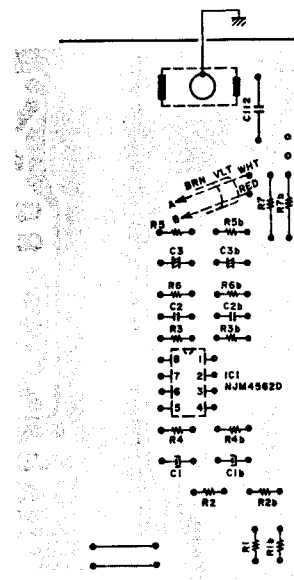 C112
BRN VLT WHT
RED
A
B
R5 R5b
R7 R7b
C3 C3b
R6 R6b
C2 C2b
R3 R3b
8 1
7 2 IC1
6 3 NJM4562D
5 4
R4 R4b
C1 C1b
R2 R2b
R1 R1b